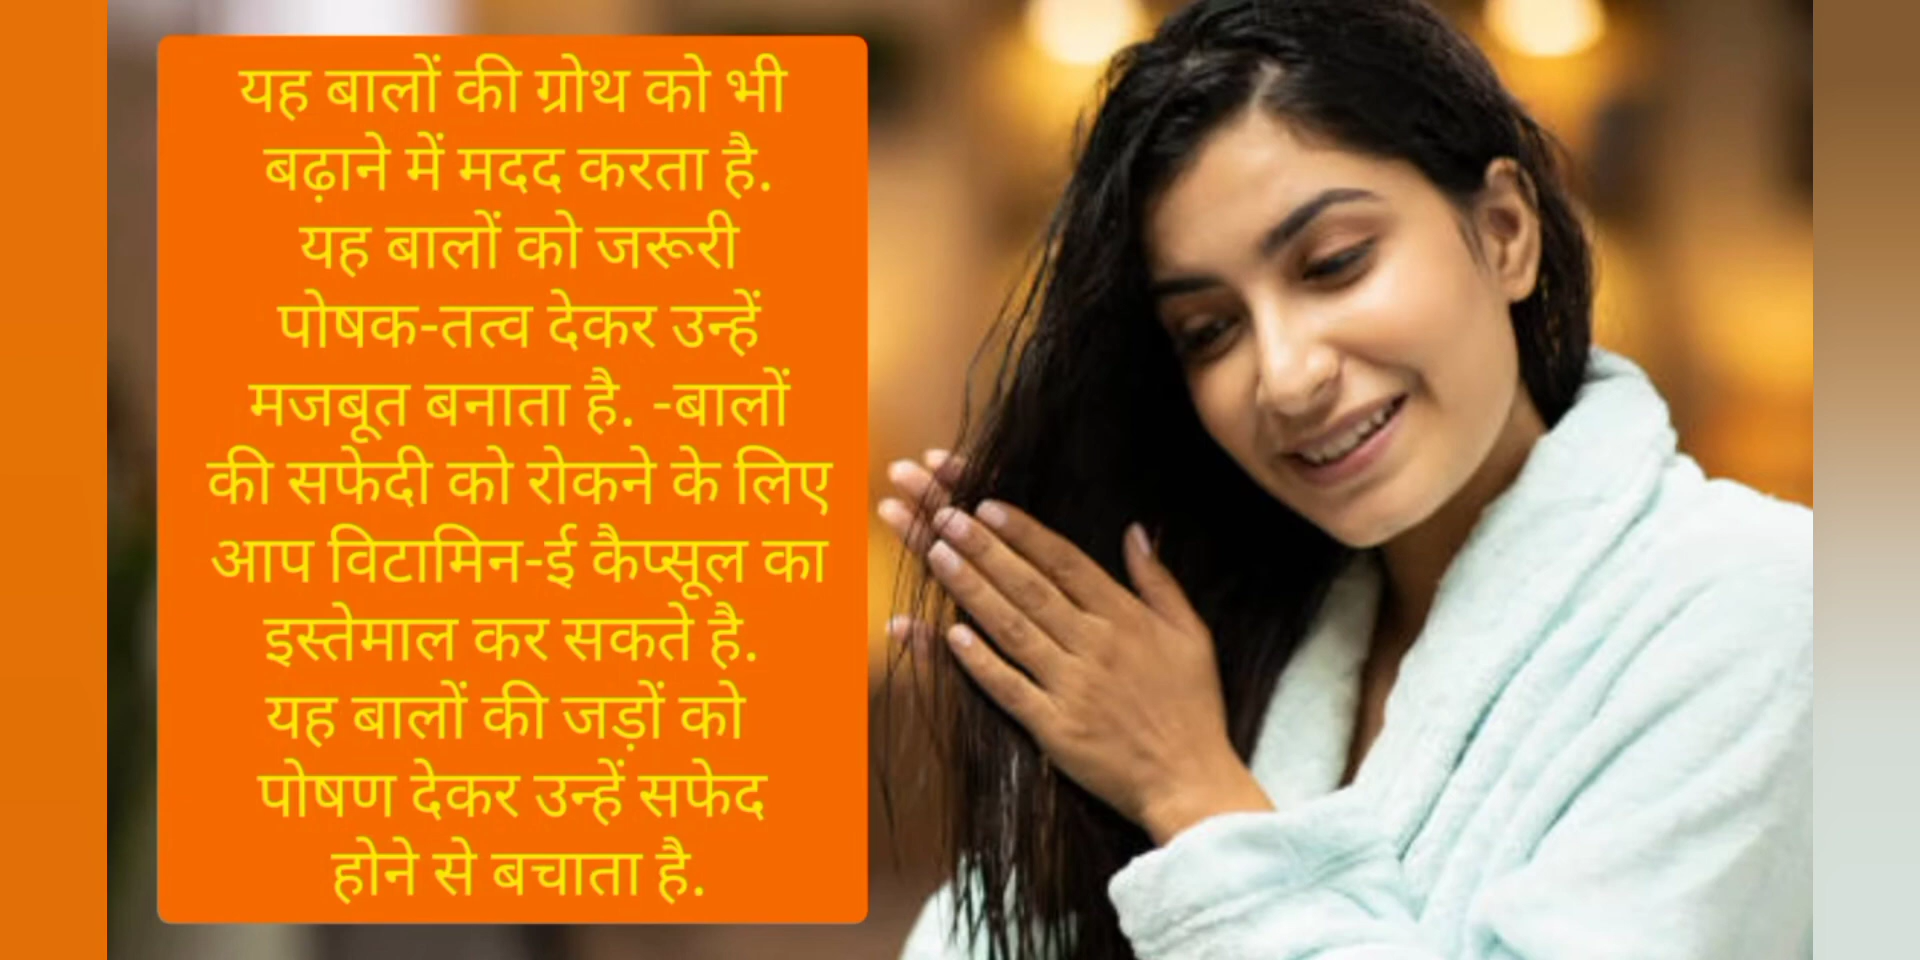 यह बालों की ग्रोथ को भी
बढ़ाने में मदद करता है.
यह बालों को जरूरी
पोषक-तत्व देकर उन्हें
मजबूत बनाता है. -बालों
की सफेदी को रोकने के लिए
आप विटामिन-ई कैप्सूल का
इस्तेमाल कर सकते है.
यह बालों की जड़ों को
पोषण देकर उन्हें सफेद
होने से बचाता है.